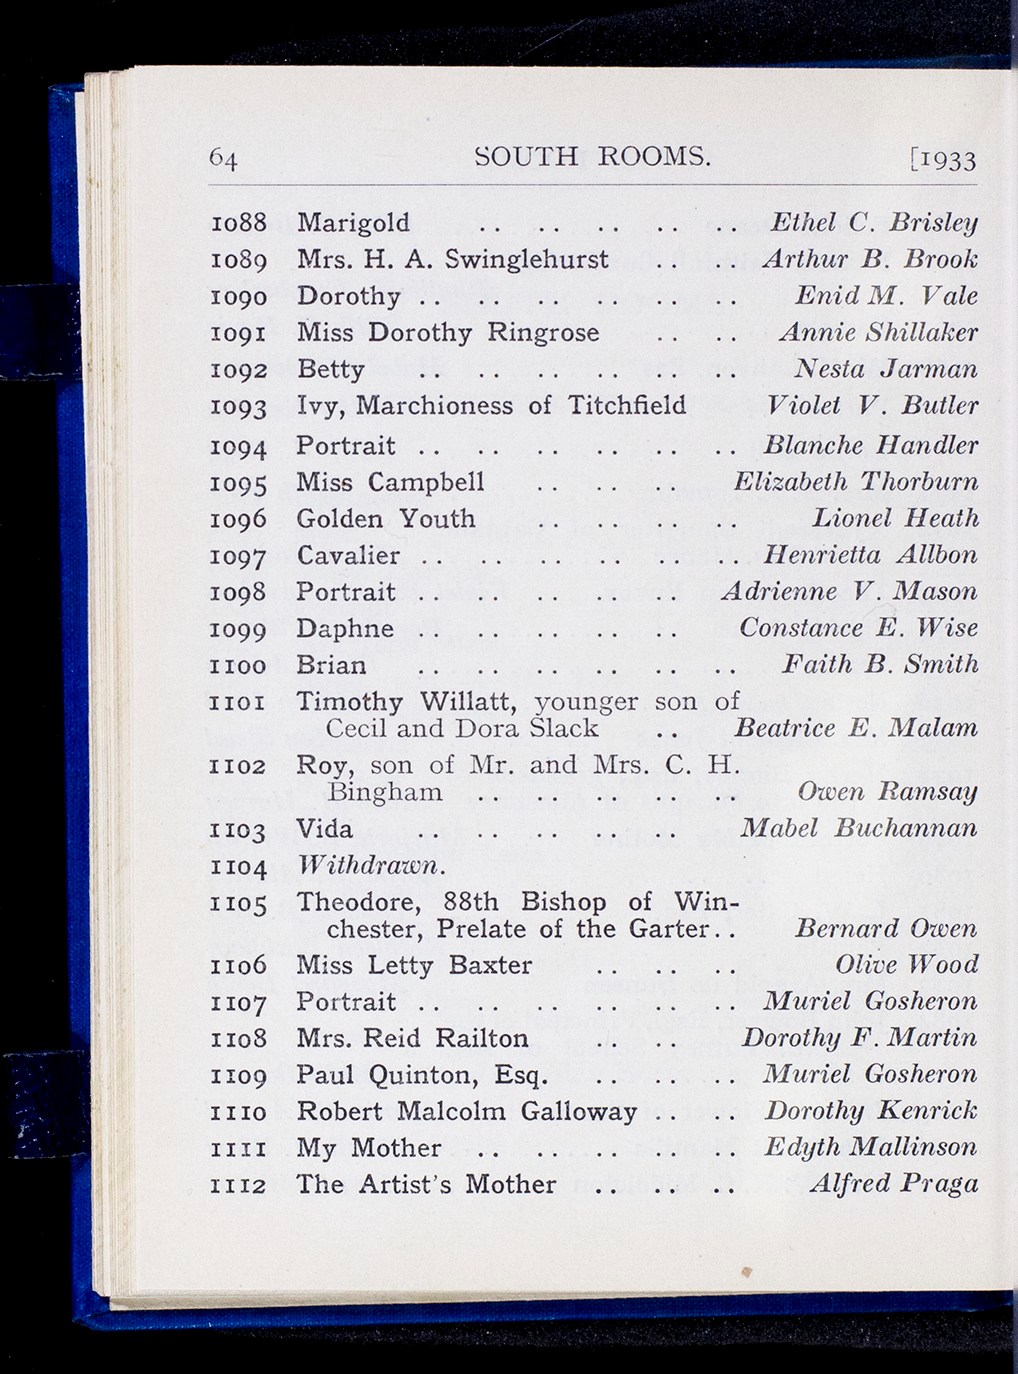 64 SOUTH ROOMS. [1933
1088 Marigold .. .. .. .. .. Ethel C. Brisley
1089 Mrs. H. A. Swinglehurst .. .. Arthur B. Brook
1090 Dorothy .. .. .. .. .. .. Enid M. Vale
1091 Miss Dorothy Ringrose .. .. Annie Shillaker
1092 Betty .. .. .. .. .. .. Nesta Jarman
1093 Ivy, Marchioness of Titchfield Violet V. Butler
1094 Portrait .. .. .. .. .. .. Blanche Handler
1095 Miss Campbell .. .. .. Elizabeth Thorburn
1096 Golden Youth .. .. .. .. Lionel Heath
1097 Cavalier .. .. .. .. .. .. Henrietta Allbon
1098 Portrait .. .. .. .. .. Adrienne V. Mason
1099 Daphne .. .. .. .. .. Constance E. Wise
1100 Brian .. .. .. .. .. .. Faith B. Smith
1101 Timothy Willatt, younger son of
Cecil and Dora Slack .. Beatrice E. Malam
1102 Roy, son of Mr. and Mrs. C. H.
Bingham .. .. .. .. .. Owen Ramsay
1103 Vida .. .. .. .. .. Mabel Buchannan
1104 Withdrawn.
1105 Theodore, 88th Bishop of Win-
chester, Prelate of the Garter.. Bernard Owen
1106 Miss Letty Baxter .. .. .. Olive Wood
1107 Portrait .. .. .. .. .. .. Muriel Gosheron
1108 Mrs. Reid Railton .. .. Dorothy F. Martin
1109 Paul Quinton, Esq. .. .. .. Muriel Gosheron
1110 Robert Malcolm Galloway .. .. Dorothy Kenrick
1111 My Mother .. .. .. .. .. Edyth Mallinson
1112 The Artist's Mother .. .. .. Alfred Praga